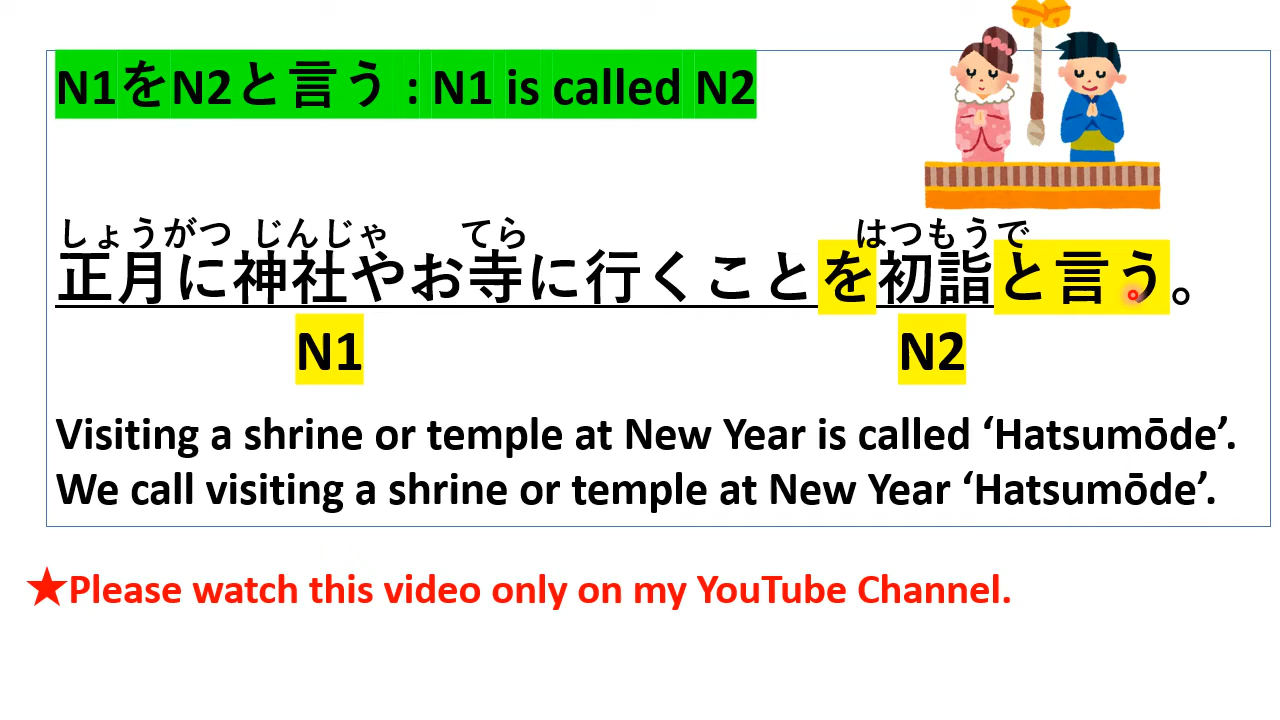 N1をN2と言う : N1 is called N2
しょうがつ じんじゃ てら はつもうで
正月に神社やお寺に行くことを初詣と言う。
N1 N2
Visiting a shrine or temple at New Year is called ‘Hatsumōde’.
We call visiting a shrine or temple at New Year ‘Hatsumōde’.
★Please watch this video only on my YouTube Channel.